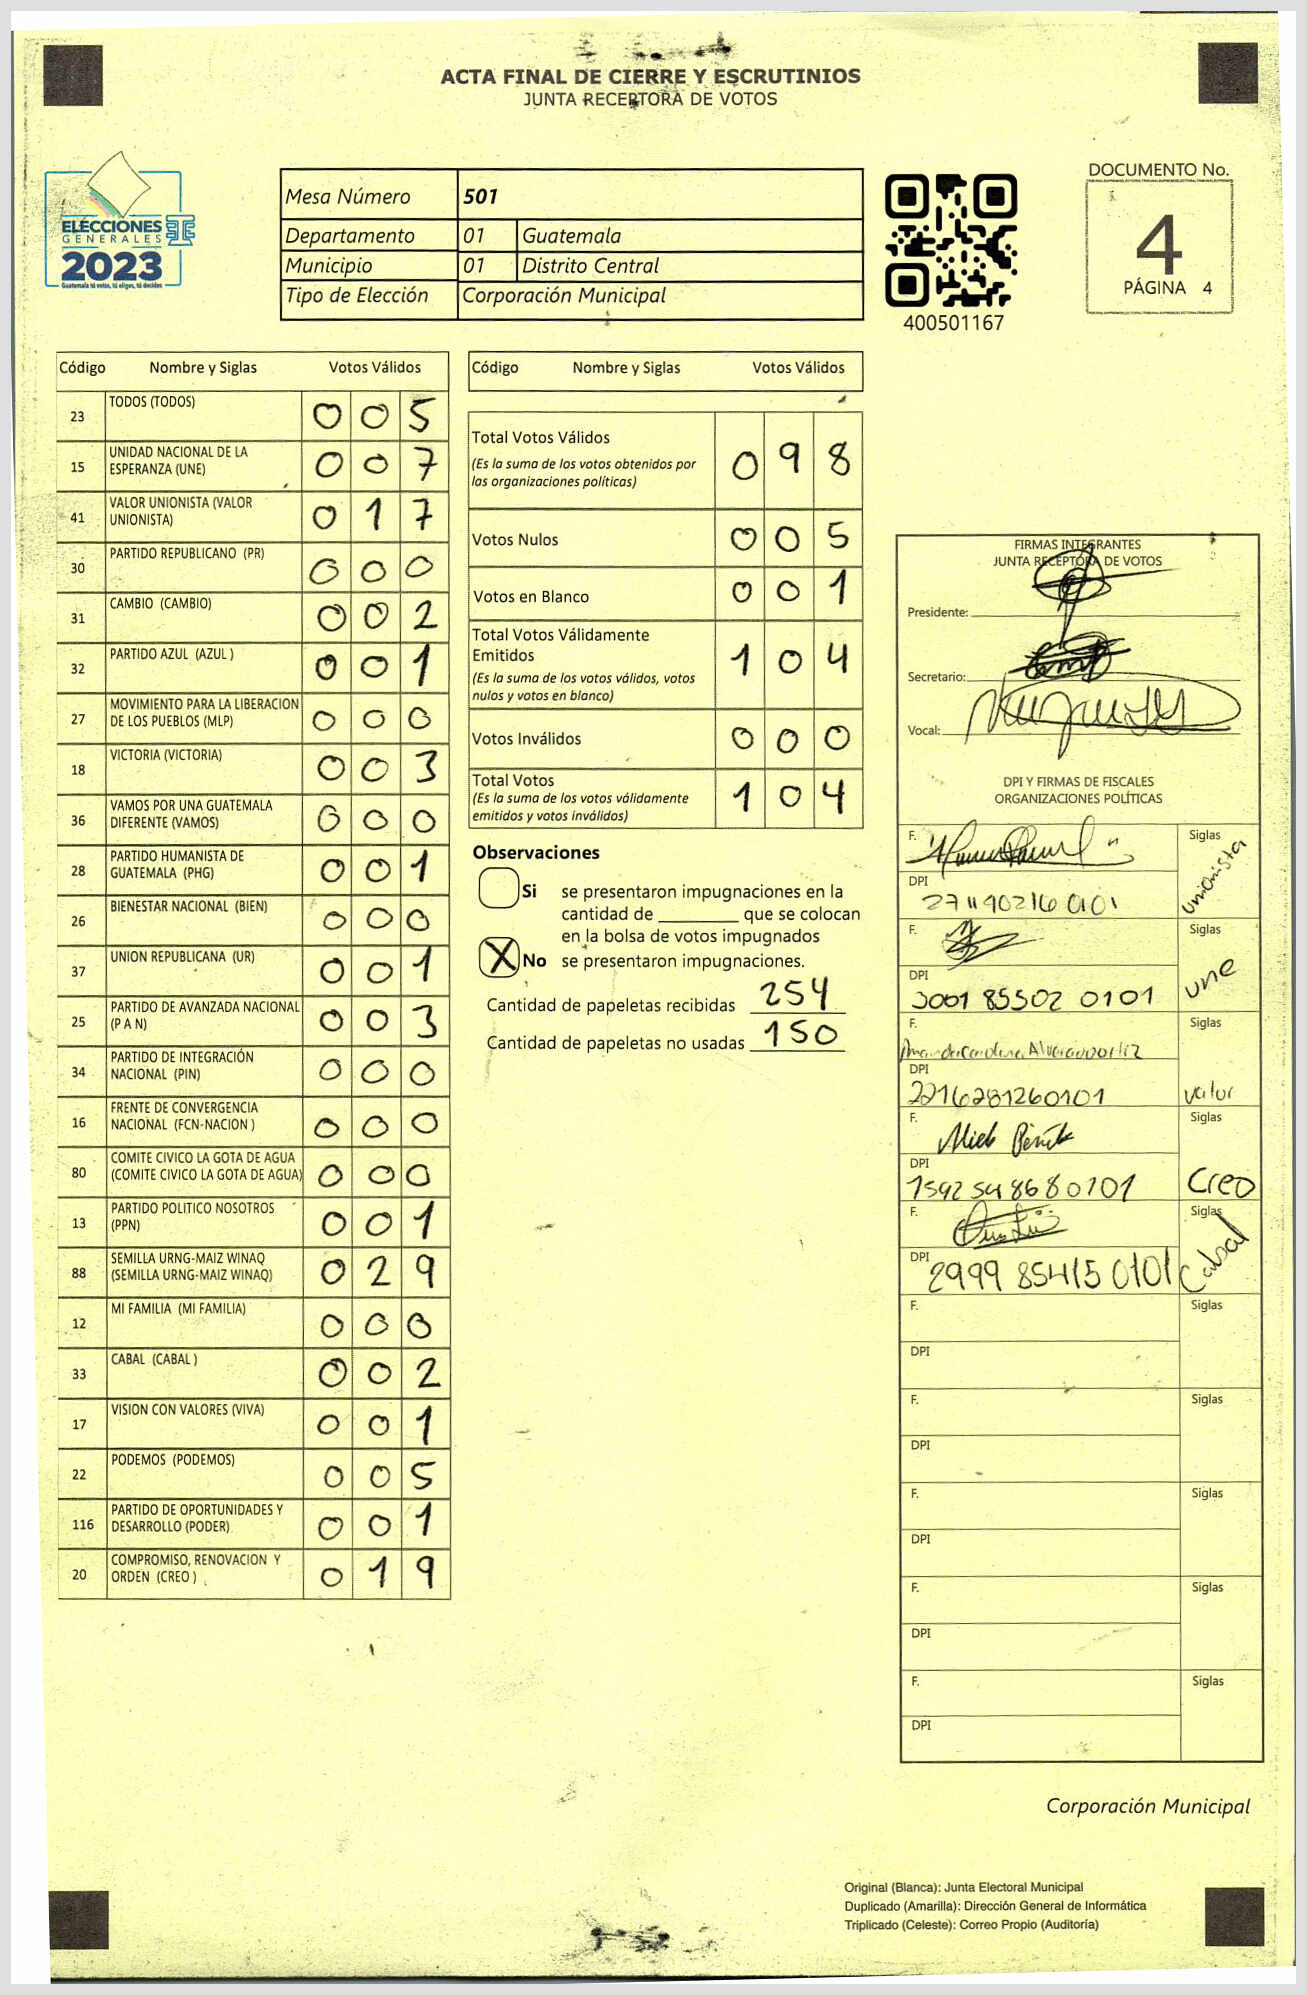 ACTA FINAL DE CIERRE Y ESCRUTINIOS
JUNTA RECEPTORA DE VOTOS
ELECCIONES
GENERALES
2023
Guatemala tú votas, tú eliges, tú decides
Mesa Número 501
Departamento 01 Guatemala
Municipio 01 Distrito Central
Tipo de Elección Corporación Municipal
400501167
DOCUMENTO No.
4
PÁGINA 4
Código Nombre y Siglas Votos Válidos
23 TODOS (TODOS) 0 0 5
15 UNIDAD NACIONAL DE LA
ESPERANZA (UNE) 0 0 7
41 VALOR UNIONISTA (VALOR
UNIONISTA) 0 1 7
30 PARTIDO REPUBLICANO (PR) 0 0 0
31 CAMBIO (CAMBIO) 0 0 2
32 PARTIDO AZUL (AZUL ) 0 0 1
27 MOVIMIENTO PARA LA LIBERACION
DE LOS PUEBLOS (MLP) 0 0 0
18 VICTORIA (VICTORIA) 0 0 3
36 VAMOS POR UNA GUATEMALA
DIFERENTE (VAMOS) 0 0 0
28 PARTIDO HUMANISTA DE
GUATEMALA (PHG) 0 0 1
26 BIENESTAR NACIONAL (BIEN) 0 0 0
37 UNION REPUBLICANA (UR) 0 0 1
25 PARTIDO DE AVANZADA NACIONAL
(P A N) 0 0 3
34 PARTIDO DE INTEGRACIÓN
NACIONAL (PIN) 0 0 0
16 FRENTE DE CONVERGENCIA
NACIONAL (FCN-NACION ) 0 0 0
80 COMITE CIVICO LA GOTA DE AGUA
(COMITE CIVICO LA GOTA DE AGUA) 0 0 0
13 PARTIDO POLITICO NOSOTROS
(PPN) 0 0 1
88 SEMILLA URNG-MAIZ WINAQ
(SEMILLA URNG-MAIZ WINAQ) 0 2 9
12 MI FAMILIA (MI FAMILIA) 0 0 0
33 CABAL (CABAL ) 0 0 2
17 VISION CON VALORES (VIVA) 0 0 1
22 PODEMOS (PODEMOS) 0 0 5
116 PARTIDO DE OPORTUNIDADES Y
DESARROLLO (PODER) 0 0 1
20 COMPROMISO, RENOVACION Y
ORDEN (CREO ) 0 1 9
Código Nombre y Siglas Votos Válidos
Total Votos Válidos 0 9 8
(Es la suma de los votos obtenidos por
las organizaciones políticas)
Votos Nulos 0 0 5
Votos en Blanco 0 0 1
Total Votos Válidamente
Emitidos 1 0 4
(Es la suma de los votos válidos, votos
nulos y votos en blanco)
Votos Inválidos 0 0 0
Total Votos 1 0 4
(Es la suma de los votos válidamente
emitidos y votos inválidos)
Observaciones
Si se presentaron impugnaciones en la
cantidad de ________ que se colocan
en la bolsa de votos impugnados
X No se presentaron impugnaciones.
Cantidad de papeletas recibidas 254
Cantidad de papeletas no usadas 150
FIRMAS INTEGRANTES
JUNTA RECEPTORA DE VOTOS
Presidente:
Secretario:
Vocal:
DPI Y FIRMAS DE FISCALES
ORGANIZACIONES POLÍTICAS
F. Siglas
unionista
DPI
2711902160101
F. Siglas
une
DPI
3001 85502 0101
F. Siglas
valor
DPI
2216281260101
F. Siglas
Creo
DPI
1592548680101
F. Siglas
Cabal
DPI 2999 85415 0101
F. Siglas
DPI
F. Siglas
DPI
F. Siglas
DPI
F. Siglas
DPI
F. Siglas
DPI
Corporación Municipal
Original (Blanca): Junta Electoral Municipal
Duplicado (Amarilla): Dirección General de Informática
Triplicado (Celeste): Correo Propio (Auditoría)